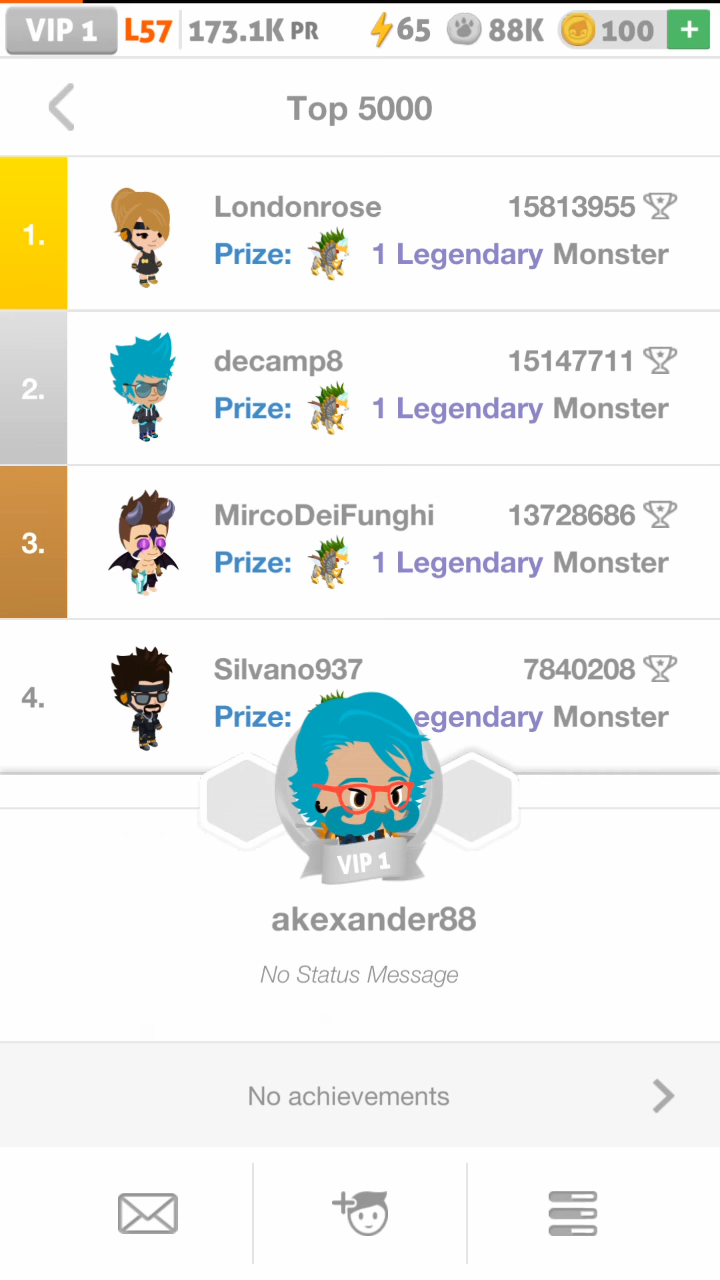 VIP 1 L57 173.1K PR 65 88K 100 +
Top 5000
1. Londonrose 15813955
Prize: 1 Legendary Monster
2. decamp8 15147711
Prize: 1 Legendary Monster
3. MircoDeiFunghi 13728686
Prize: 1 Legendary Monster
4. Silvano937 7840208
Prize: egendary Monster
VIP 1
akexander88
No Status Message
No achievements